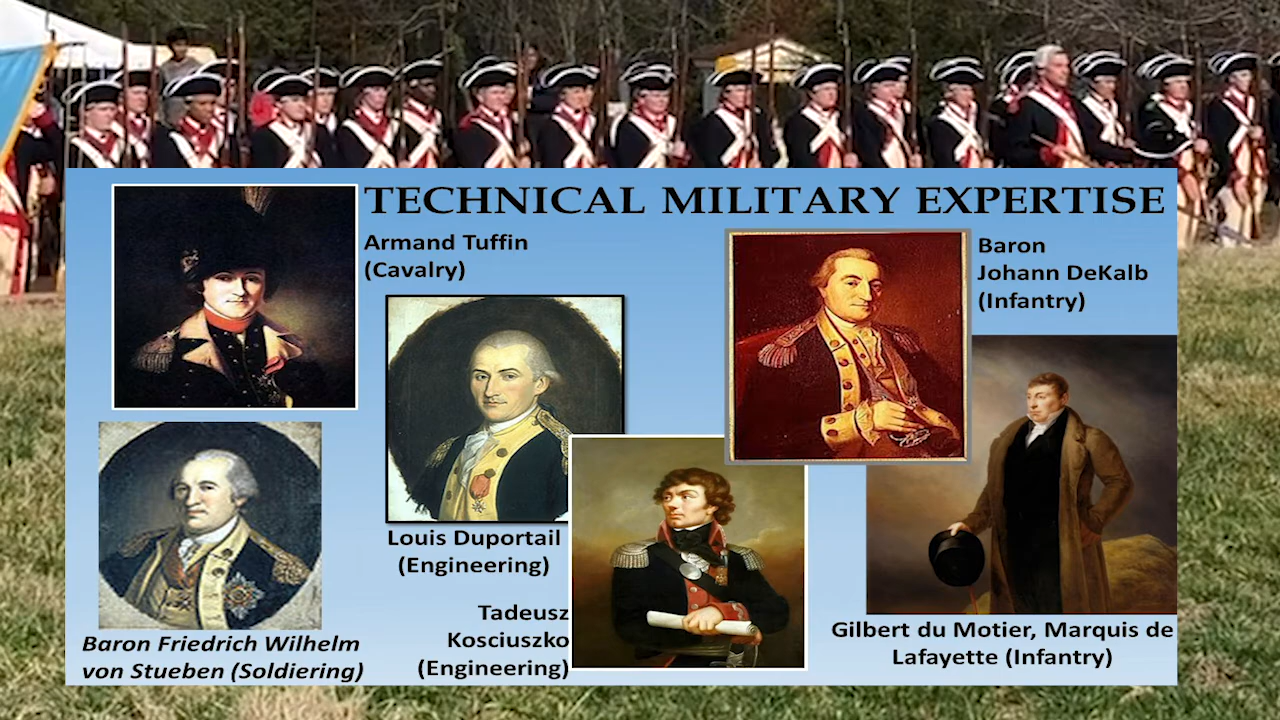 TECHNICAL MILITARY EXPERTISE
Armand Tuffin
(Cavalry)
Baron
Johann DeKalb
(Infantry)
Louis Duportail
(Engineering)
Tadeusz
Kosciuszko
(Engineering)
Baron Friedrich Wilhelm
von Stueben (Soldiering)
Gilbert du Motier, Marquis de
Lafayette (Infantry)